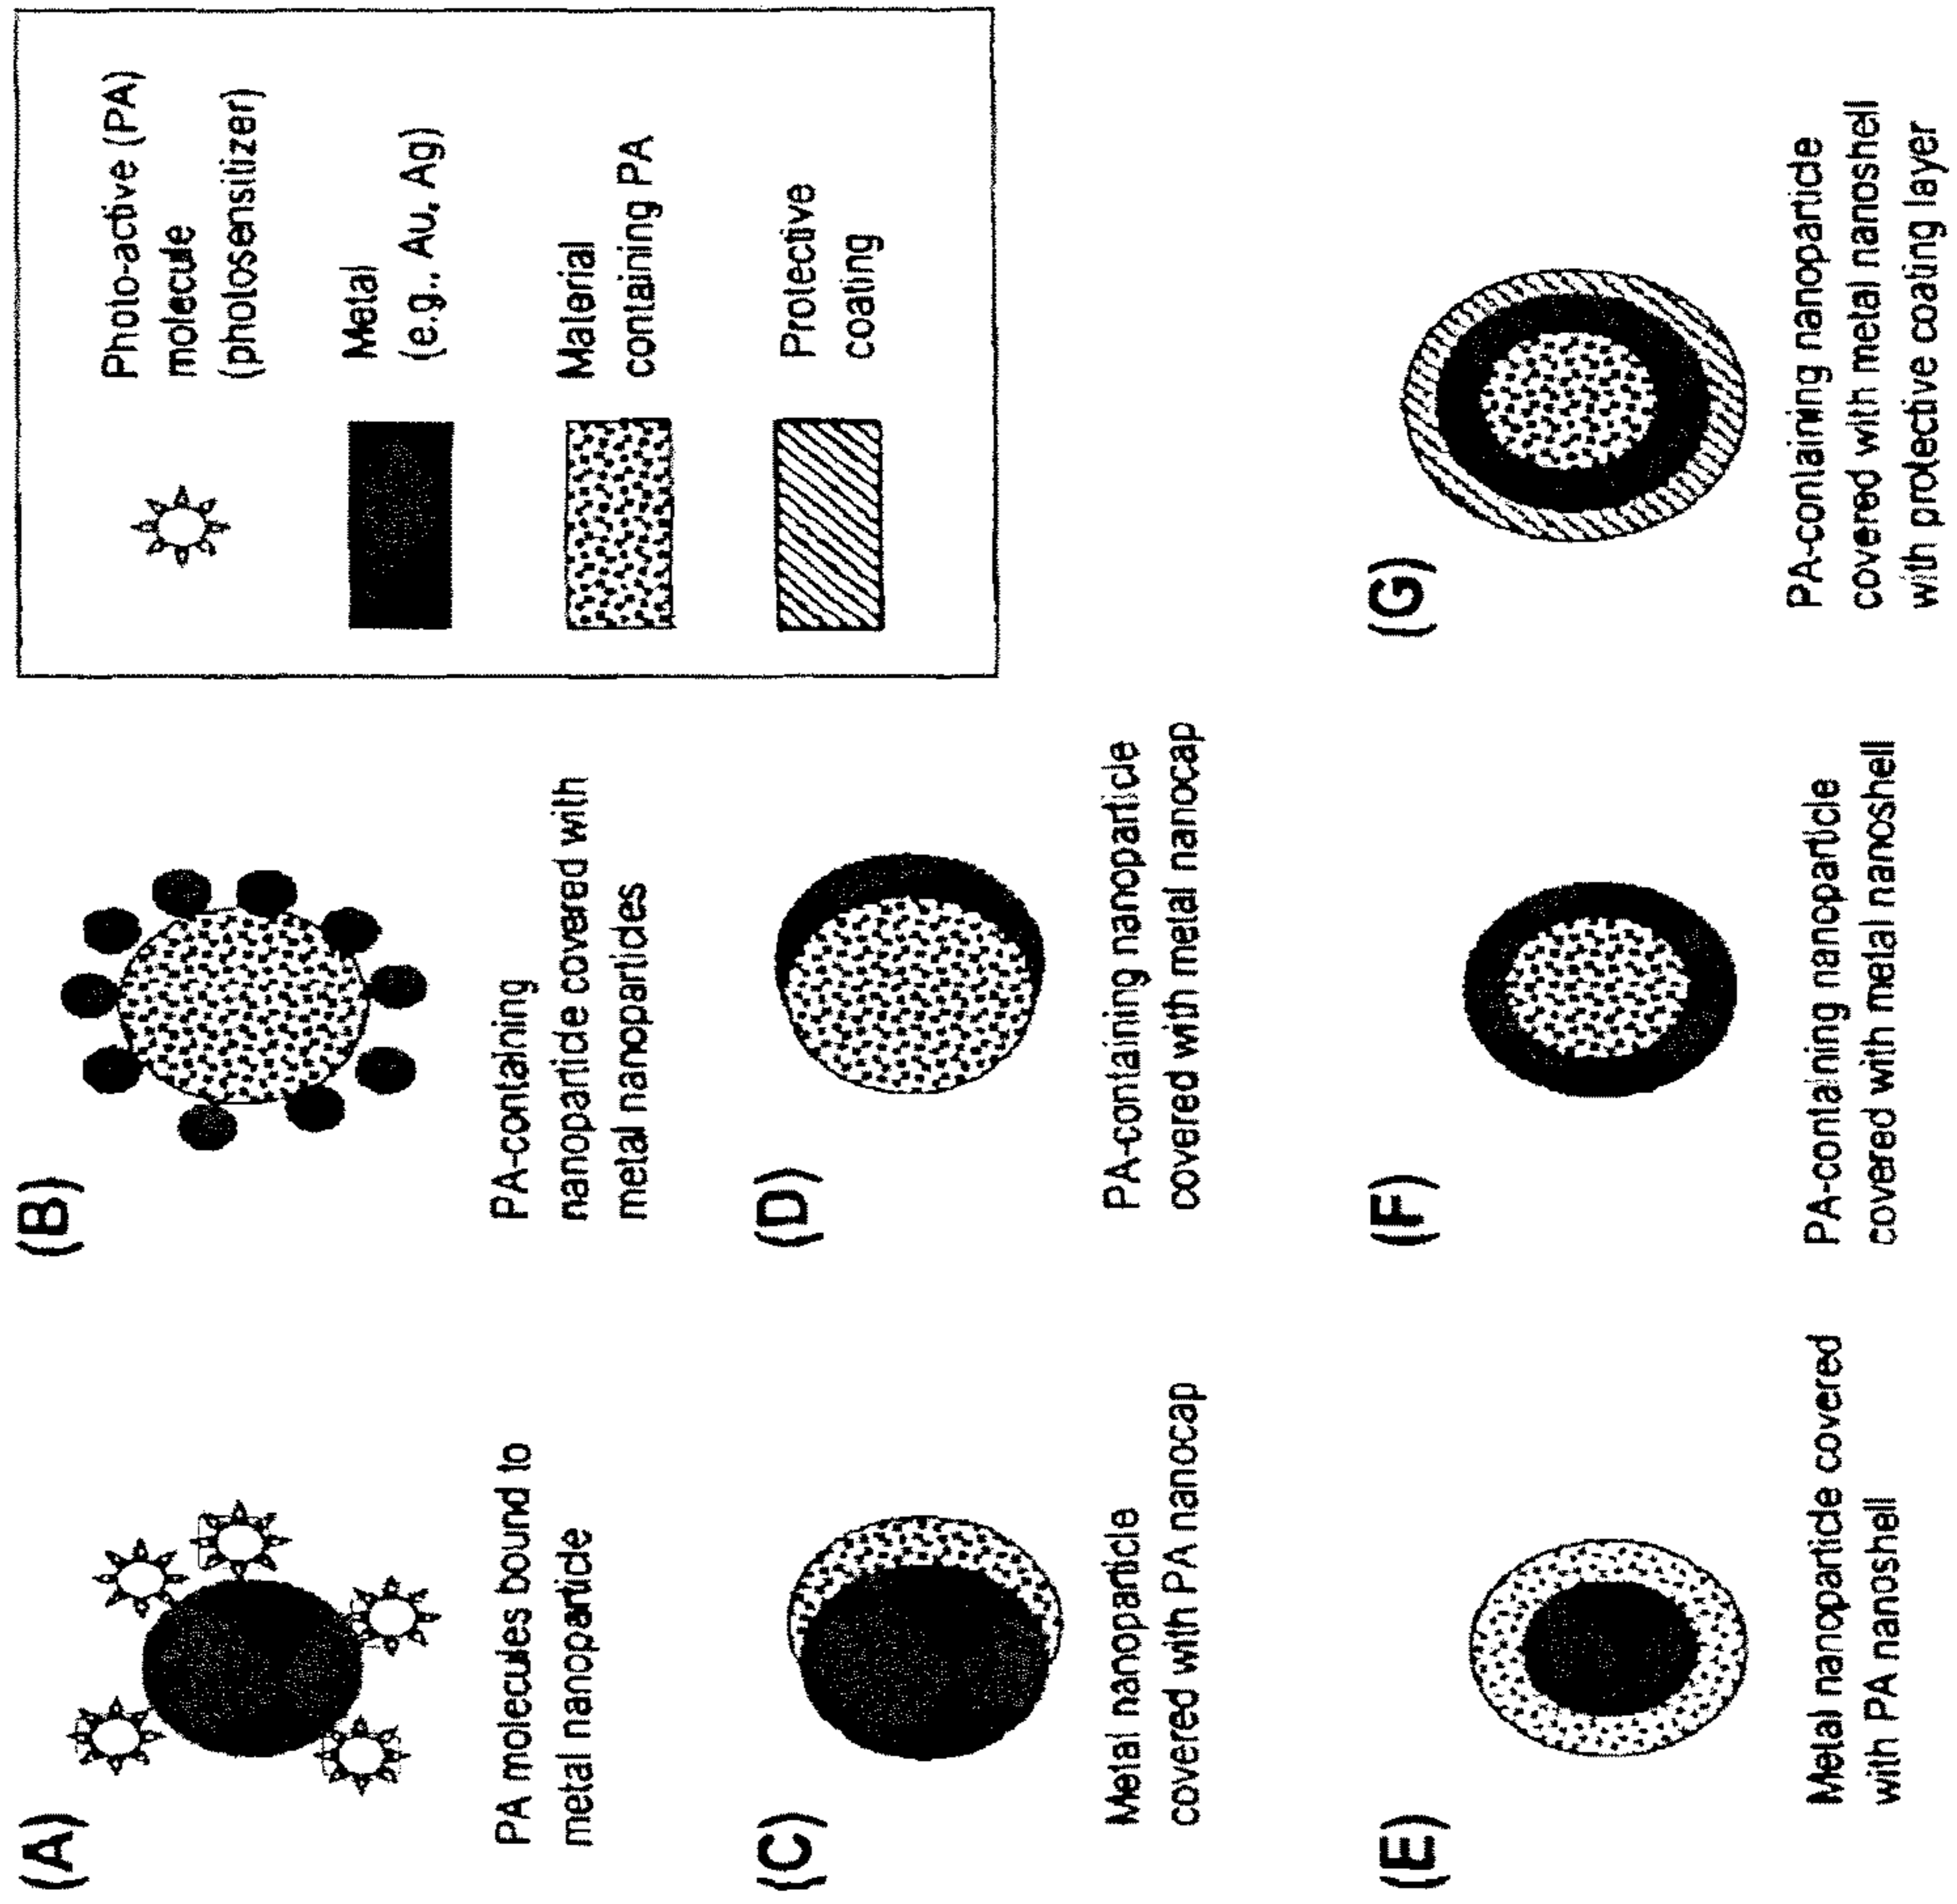 (A)
PA molecules bound to
metal nanoparticle
(B)
PA-containing
nanoparticle covered with
metal nanoparticles
Photo-active (PA)
molecule
(photosensitizer)
Metal
(e.g., Au, Ag)
Malerial
containing PA
Protective
coating
(C)
Metal nanoparticle
covered with PA nanocap
(D)
PA-containing nanoparticle
covered with metal nanocap
(E)
Metal nanoparticle covered
with PA nanoshell
(F)
PA-containing nanoparticle
covered with metal nanoshell
(G)
PA-containing nanoparticle
covered with metal nanoshell
with protective coating layer